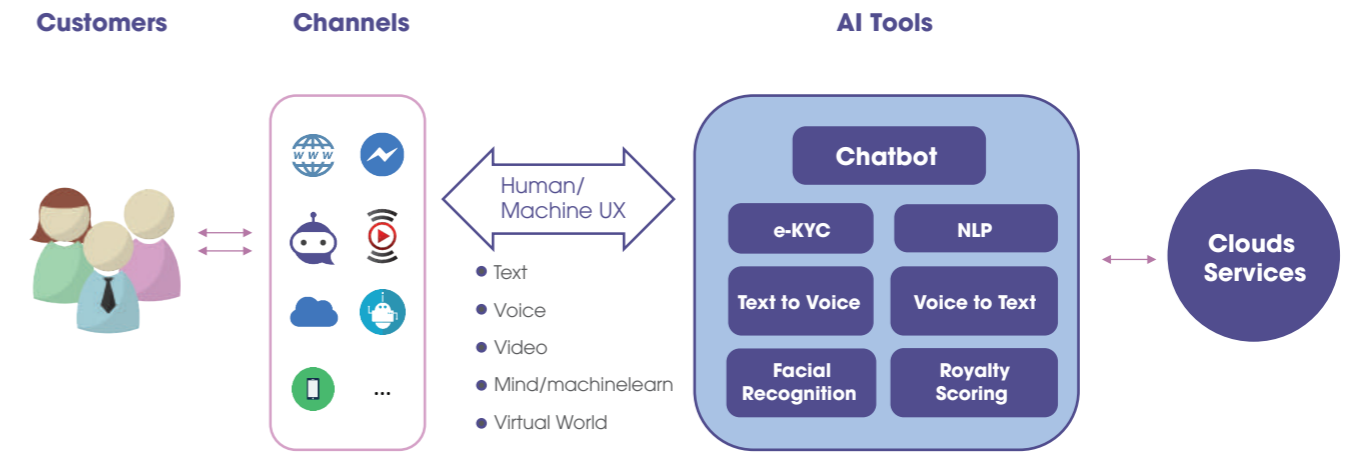 Customers
Channels
AI Tools
www
Human/
Machine UX
Text
Voice
Video
Mind/machinelearn
Virtual World
...
Chatbot
e-KYC
NLP
Text to Voice
Voice to Text
Facial
Recognition
Royalty
Scoring
Clouds
Services